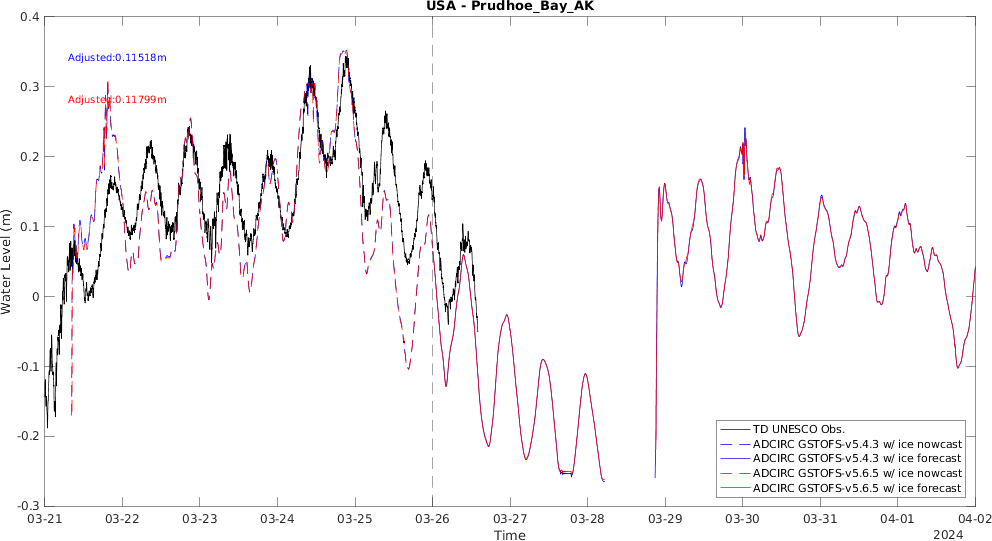 USA - Prudhoe_Bay_AK
Adjusted:0.11518m
Adjusted:0.11799m
Water Level (m)
0.4
0.3
0.2
0.1
0
-0.1
-0.2
-0.3
TD UNESCO Obs.
ADCIRC GSTOFS-v5.4.3 w/ ice nowcast
ADCIRC GSTOFS-v5.4.3 w/ ice forecast
ADCIRC GSTOFS-v5.6.5 w/ ice nowcast
ADCIRC GSTOFS-v5.6.5 w/ ice forecast
03-21 03-22 03-23 03-24 03-25 03-26 03-27 03-28 03-29 03-30 03-31 04-01 04-02
Time
2024